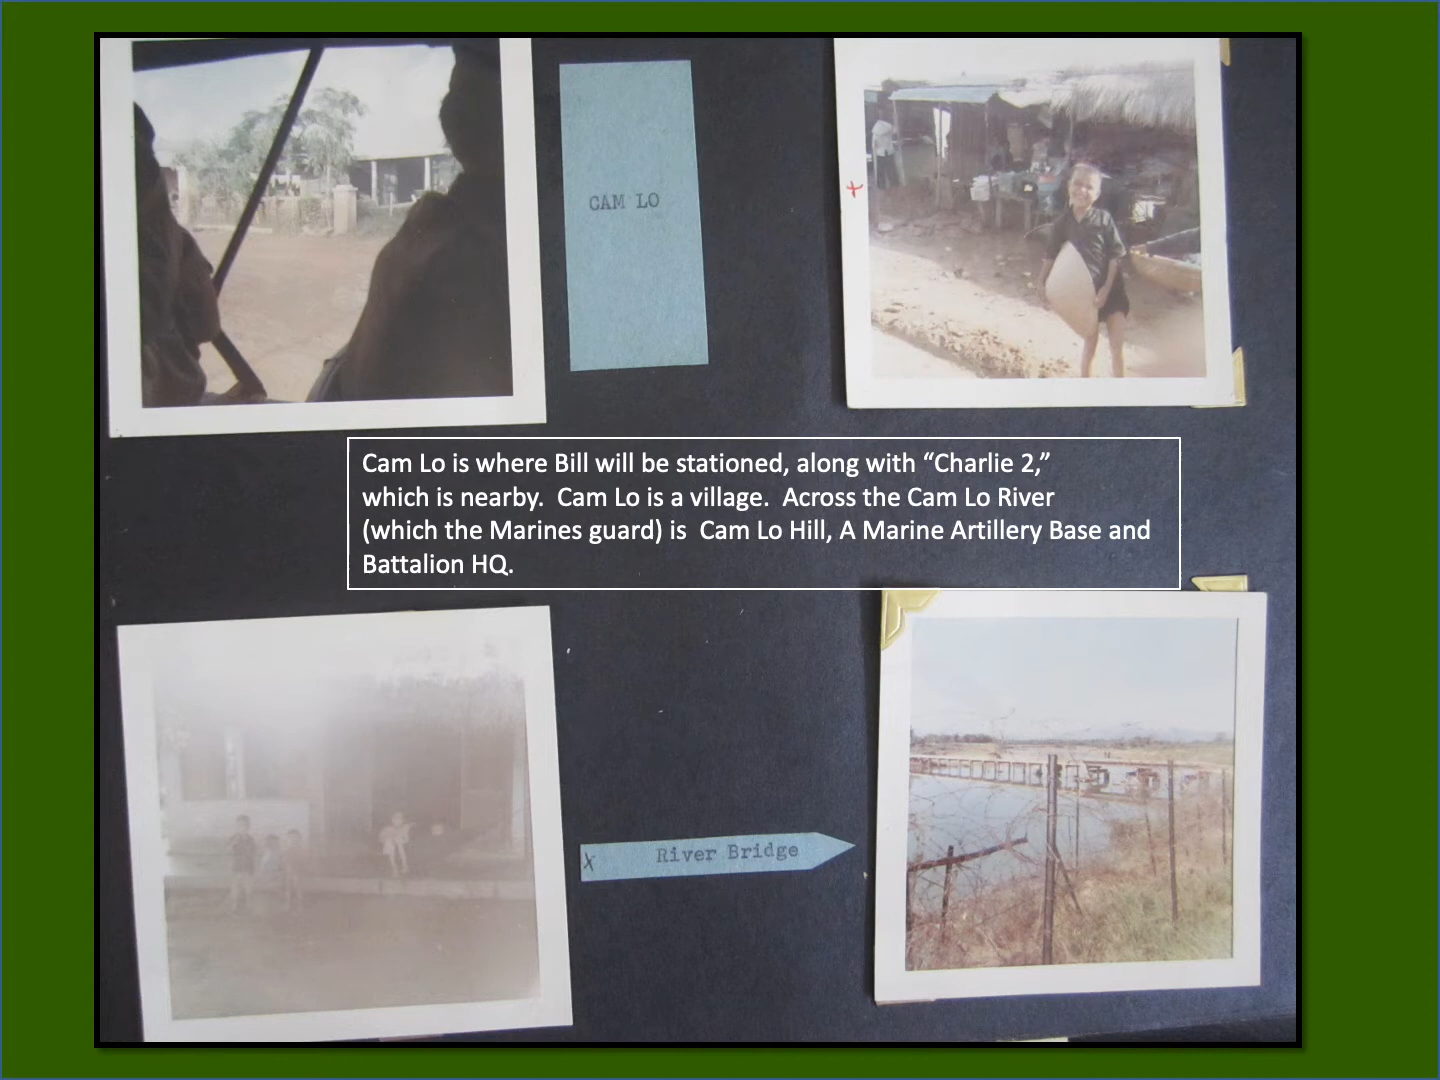 CAM LO
Cam Lo is where Bill will be stationed, along with “Charlie 2,”
which is nearby.  Cam Lo is a village.  Across the Cam Lo River
(which the Marines guard) is  Cam Lo Hill, A Marine Artillery Base and
Battalion HQ.
X River Bridge